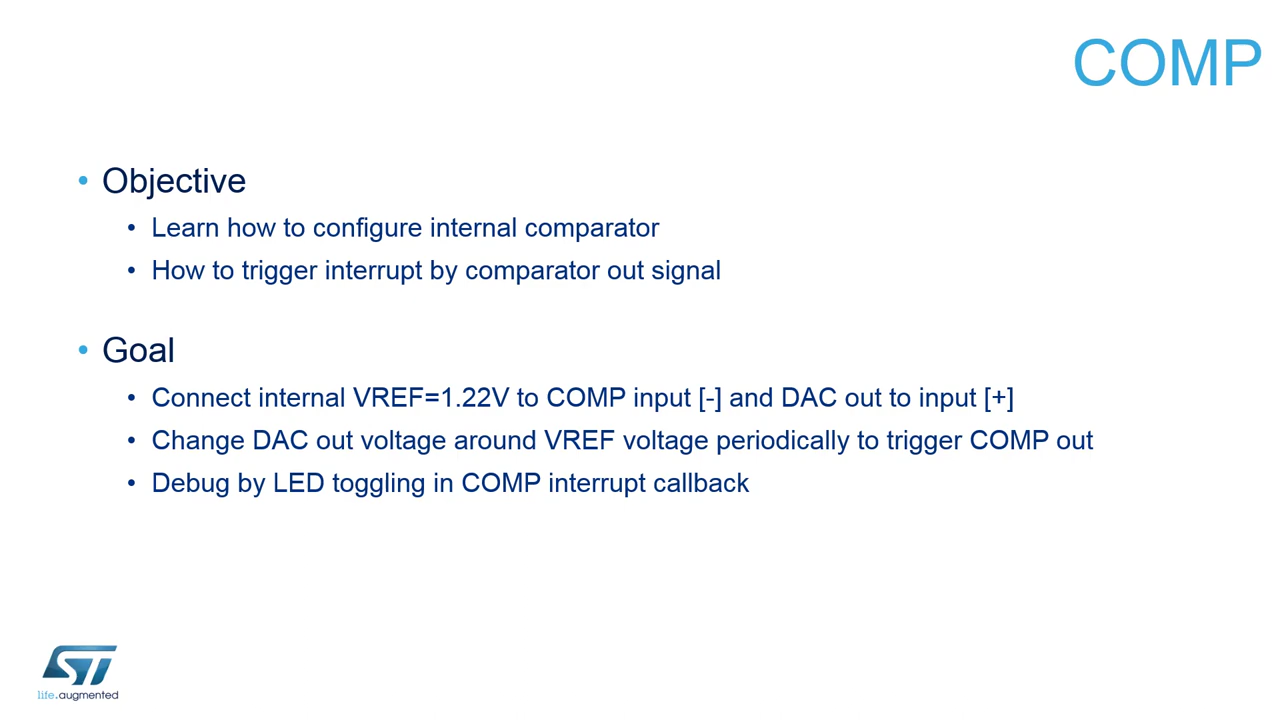 COMP
• Objective
• Learn how to configure internal comparator
• How to trigger interrupt by comparator out signal
• Goal
• Connect internal VREF=1.22V to COMP input [-] and DAC out to input [+]
• Change DAC out voltage around VREF voltage periodically to trigger COMP out
• Debug by LED toggling in COMP interrupt callback
ST
life.augmented